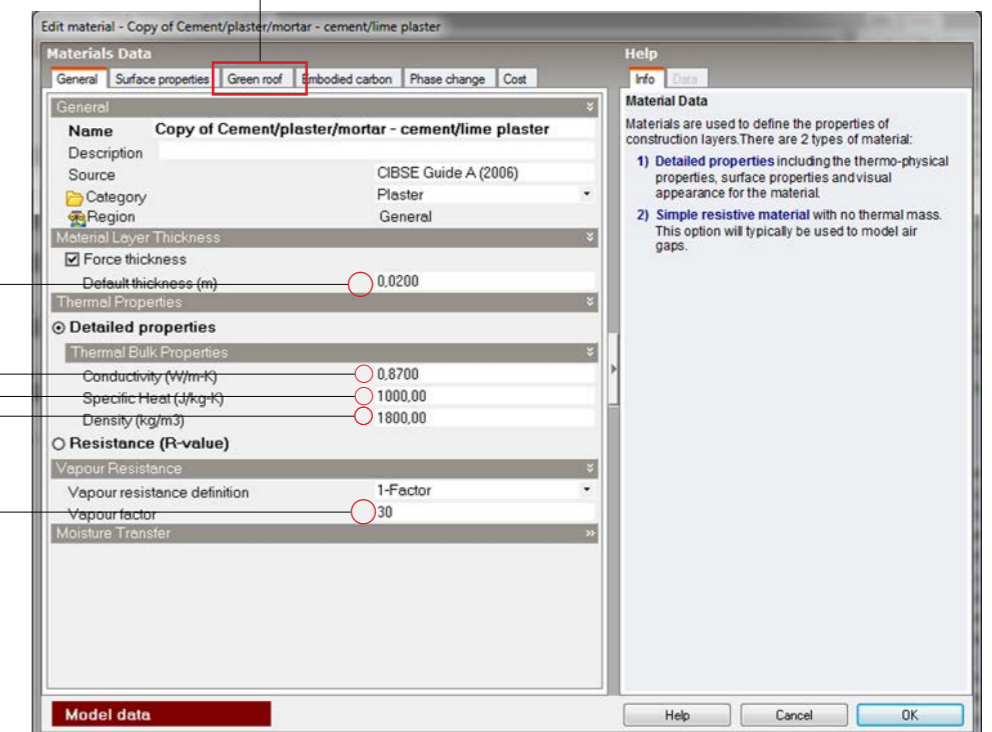 Edit material - Copy of Cement/plaster/mortar - cement/lime plaster
Materials Data
General Surface properties Green roof Embodied carbon Phase change Cost
General
Name Copy of Cement/plaster/mortar - cement/lime plaster
Description
Source CIBSE Guide A (2006)
Category Plaster
Region General
Material Layer Thickness
Force thickness
Default thickness (m) 0,0200
Thermal Properties
Detailed properties
Thermal Bulk Properties
Conductivity (W/m-K) 0,8700
Specific Heat (J/kg-K) 1000,00
Density (kg/m3) 1800,00
Resistance (R-value)
Vapour Resistance
Vapour resistance definition 1-Factor
Vapour factor 30
Moisture Transfer
Model data
Help
Info Data
Material Data
Materials are used to define the properties of
construction layers.There are 2 types of material:
1) Detailed properties including the thermo-physical
properties, surface properties and visual
appearance for the material.
2) Simple resistive material with no thermal mass.
This option will typically be used to model air
gaps.
Help Cancel OK